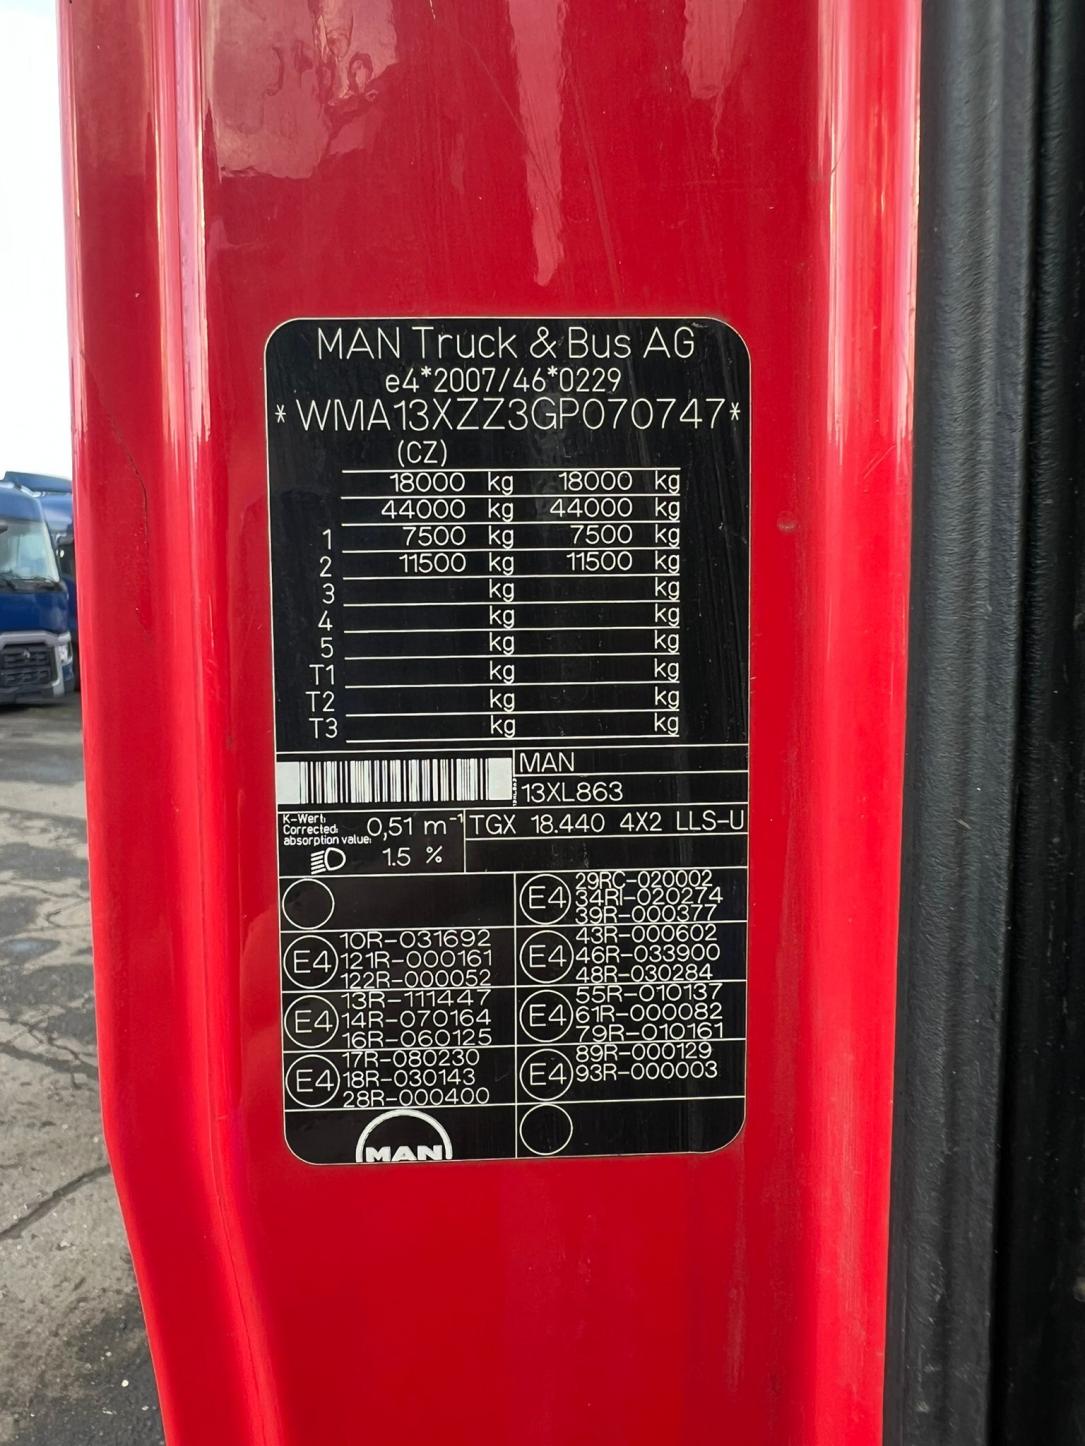 MAN Truck & Bus AG
e4*2007/46*0229
*WMA13XZZ3GP070747*
(CZ)
18000 kg 18000 kg
44000 kg 44000 kg
1 7500 kg 7500 kg
2 11500 kg 11500 kg
3 kg kg
4 kg kg
5 kg kg
T1 kg kg
T2 kg kg
T3 kg kg
MAN
13XL863
13XL863
K-Wert:
Corrected:
absorption value:
0,51 m⁻¹
1.5 %
TGX 18.440 4X2 LLS-U
E4
29RC-020002
34RI-020274
39R-000377
E4
10R-031692
121R-000161
122R-000052
E4
43R-000602
46R-033900
48R-030284
E4
13R-111447
14R-070164
16R-060125
E4
55R-010137
61R-000082
79R-010161
E4
17R-080230
18R-030143
28R-000400
E4
89R-000129
93R-000003
MAN